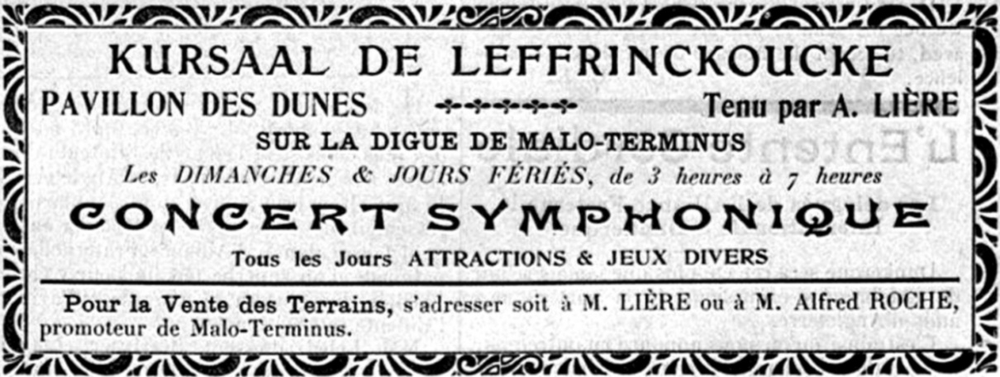 KURSAAL DE LEFFRINCKOUCKE
PAVILLON DES DUNES Tenu par A. LIÈRE
SUR LA DIGUE DE MALO-TERMINUS
Les DIMANCHES & JOURS FÉRIÉS, de 3 heures à 7 heures
CONCERT SYMPHONIQUE
Tous les Jours ATTRACTIONS & JEUX DIVERS
Pour la Vente des Terrains, s'adresser soit à M. LIÈRE ou à M. Alfred ROCHE,
promoteur de Malo-Terminus.